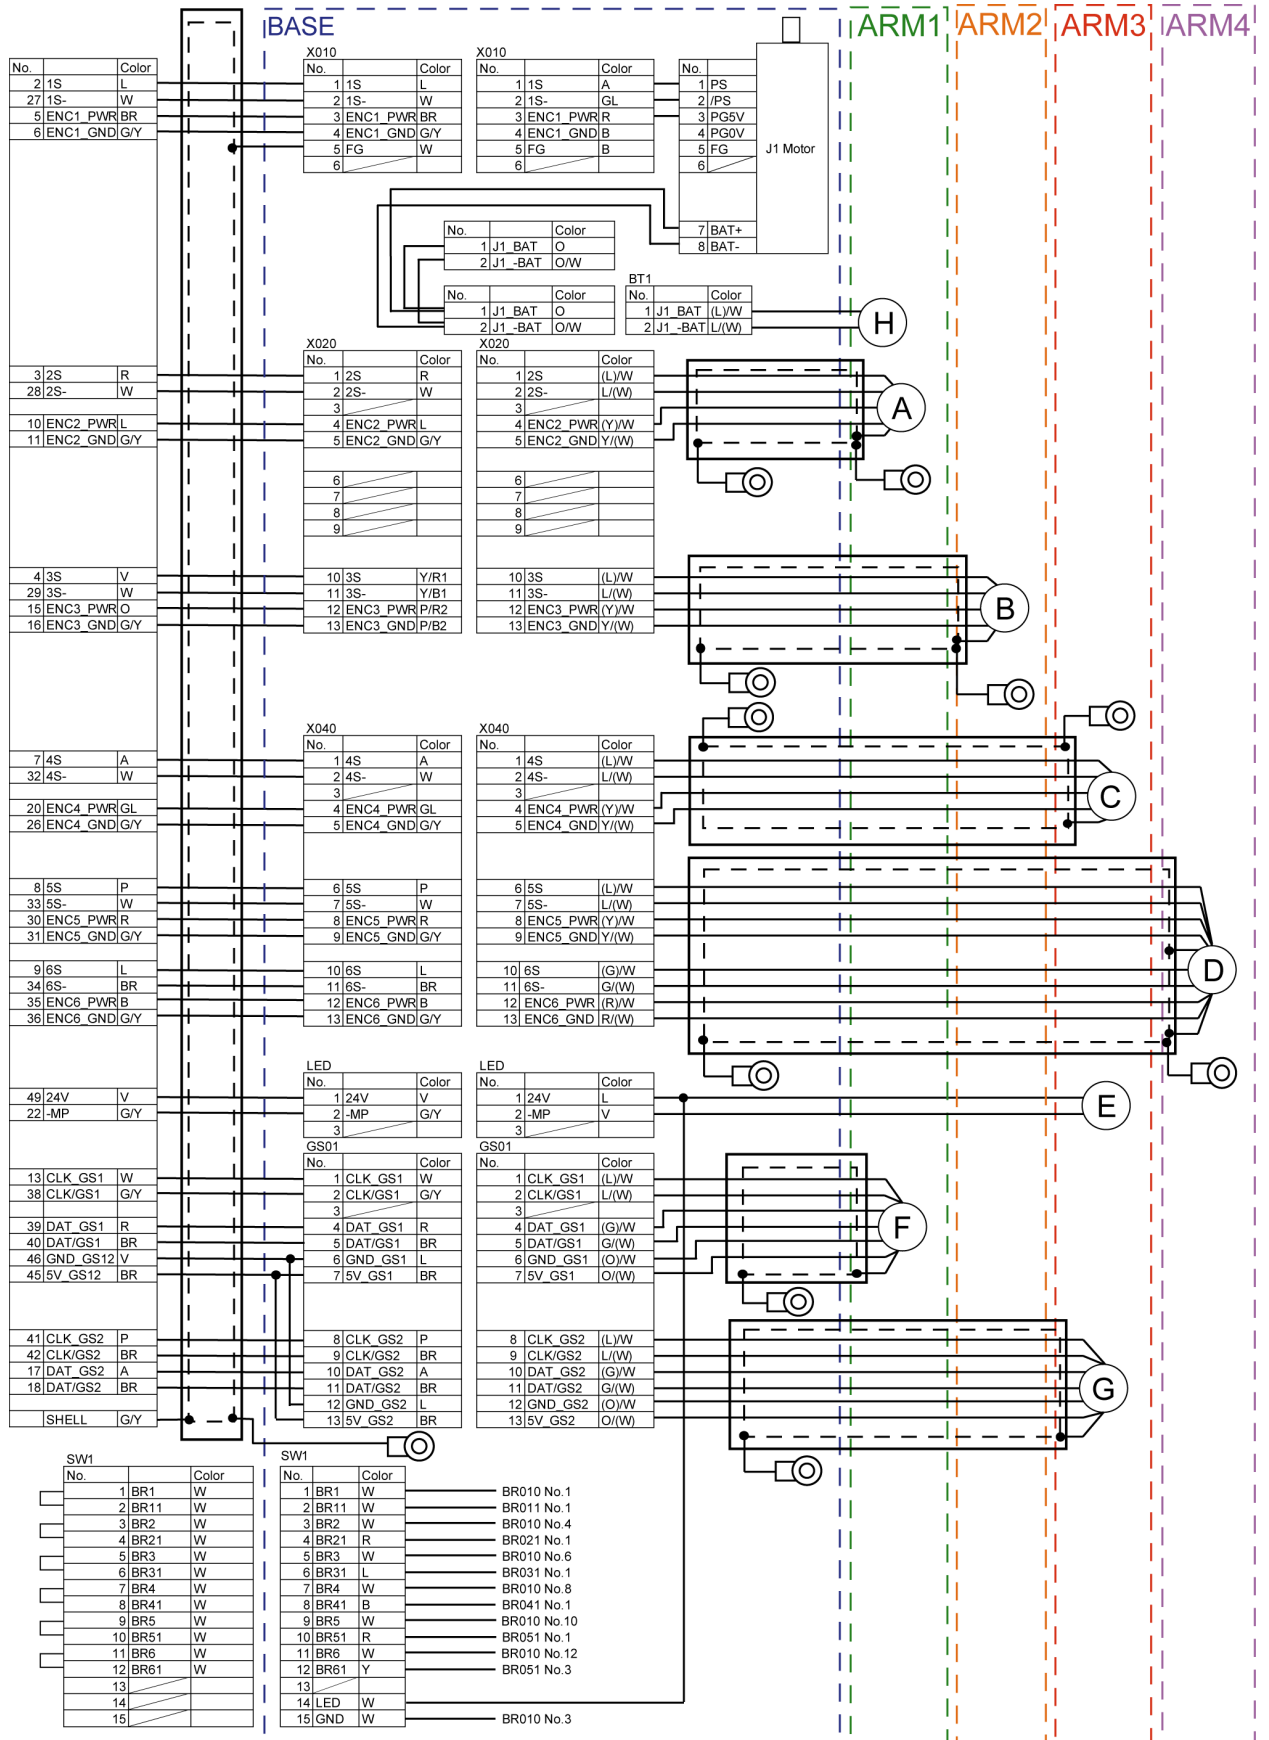 BASE
ARM1
ARM2
ARM3
ARM4
No. Color
2 1S L
27 1S- W
5 ENC1_PWR BR
6 ENC1_GND G/Y
3 2S R
28 2S- W
10 ENC2_PWR L
11 ENC2_GND G/Y
4 3S V
29 3S- W
15 ENC3_PWR O
16 ENC3_GND G/Y
7 4S A
32 4S- W
20 ENC4_PWR GL
26 ENC4_GND G/Y
8 5S P
33 5S- W
30 ENC5_PWR R
31 ENC5_GND G/Y
9 6S L
34 6S- BR
35 ENC6_PWR B
36 ENC6_GND G/Y
49 24V V
22 -MP G/Y
13 CLK_GS1 W
38 CLK/GS1 G/Y
39 DAT_GS1 R
40 DAT/GS1 BR
46 GND_GS12 V
45 5V_GS12 BR
41 CLK_GS2 P
42 CLK/GS2 BR
17 DAT_GS2 A
18 DAT/GS2 BR
SHELL G/Y
X010
No. Color
1 1S L
2 1S- W
3 ENC1_PWR BR
4 ENC1_GND G/Y
5 FG W
6
X010
No. Color
1 1S A
2 1S- GL
3 ENC1_PWR R
4 ENC1_GND B
5 FG B
6
No.
1 PS
2 /PS
3 PG5V
4 PG0V
5 FG
6
7 BAT+
8 BAT-
J1 Motor
No. Color
1 J1_BAT O
2 J1_-BAT O/W
No. Color
1 J1_BAT O
2 J1_-BAT O/W
BT1
No. Color
1 J1_BAT (L)/W
2 J1_-BAT L/(W)
H
X020
No. Color
1 2S R
2 2S- W
3
4 ENC2_PWR L
5 ENC2_GND G/Y
6
7
8
9
10 3S Y/R1
11 3S- Y/B1
12 ENC3_PWR P/R2
13 ENC3_GND P/B2
X020
No. Color
1 2S (L)/W
2 2S- L/(W)
3
4 ENC2_PWR (Y)/W
5 ENC2_GND Y/(W)
6
7
8
9
10 3S (L)/W
11 3S- L/(W)
12 ENC3_PWR (Y)/W
13 ENC3_GND Y/(W)
A
B
X040
No. Color
1 4S A
2 4S- W
3
4 ENC4_PWR GL
5 ENC4_GND G/Y
6 5S P
7 5S- W
8 ENC5_PWR R
9 ENC5_GND G/Y
10 6S L
11 6S- BR
12 ENC6_PWR B
13 ENC6_GND G/Y
X040
No. Color
1 4S (L)/W
2 4S- L/(W)
3
4 ENC4_PWR (Y)/W
5 ENC4_GND Y/(W)
6 5S (L)/W
7 5S- L/(W)
8 ENC5_PWR (Y)/W
9 ENC5_GND Y/(W)
10 6S (G)/W
11 6S- G/(W)
12 ENC6_PWR (R)/W
13 ENC6_GND R/(W)
C
D
LED
No. Color
1 24V V
2 -MP G/Y
3
LED
No. Color
1 24V L
2 -MP V
3
E
GS01
No. Color
1 CLK_GS1 W
2 CLK/GS1 G/Y
3
4 DAT_GS1 R
5 DAT/GS1 BR
6 GND_GS1 L
7 5V_GS1 BR
8 CLK_GS2 P
9 CLK/GS2 BR
10 DAT_GS2 A
11 DAT/GS2 BR
12 GND_GS2 L
13 5V_GS2 BR
GS01
No. Color
1 CLK_GS1 (L)/W
2 CLK/GS1 L/(W)
3
4 DAT_GS1 (G)/W
5 DAT/GS1 G/(W)
6 GND_GS1 (O)/W
7 5V_GS1 O/(W)
8 CLK_GS2 (L)/W
9 CLK/GS2 L/(W)
10 DAT_GS2 (G)/W
11 DAT/GS2 G/(W)
12 GND_GS2 (O)/W
13 5V_GS2 O/(W)
F
G
SW1
No. Color
1 BR1 W
2 BR11 W
3 BR2 W
4 BR21 W
5 BR3 W
6 BR31 W
7 BR4 W
8 BR41 W
9 BR5 W
10 BR51 W
11 BR6 W
12 BR61 W
13
14
15
SW1
No. Color
1 BR1 W BR010 No.1
2 BR11 W BR011 No.1
3 BR2 W BR010 No.4
4 BR21 R BR021 No.1
5 BR3 W BR010 No.6
6 BR31 L BR031 No.1
7 BR4 W BR010 No.8
8 BR41 B BR041 No.1
9 BR5 W BR010 No.10
10 BR51 R BR051 No.1
11 BR6 W BR010 No.12
12 BR61 Y BR051 No.3
13
14 LED W
15 GND W BR010 No.3